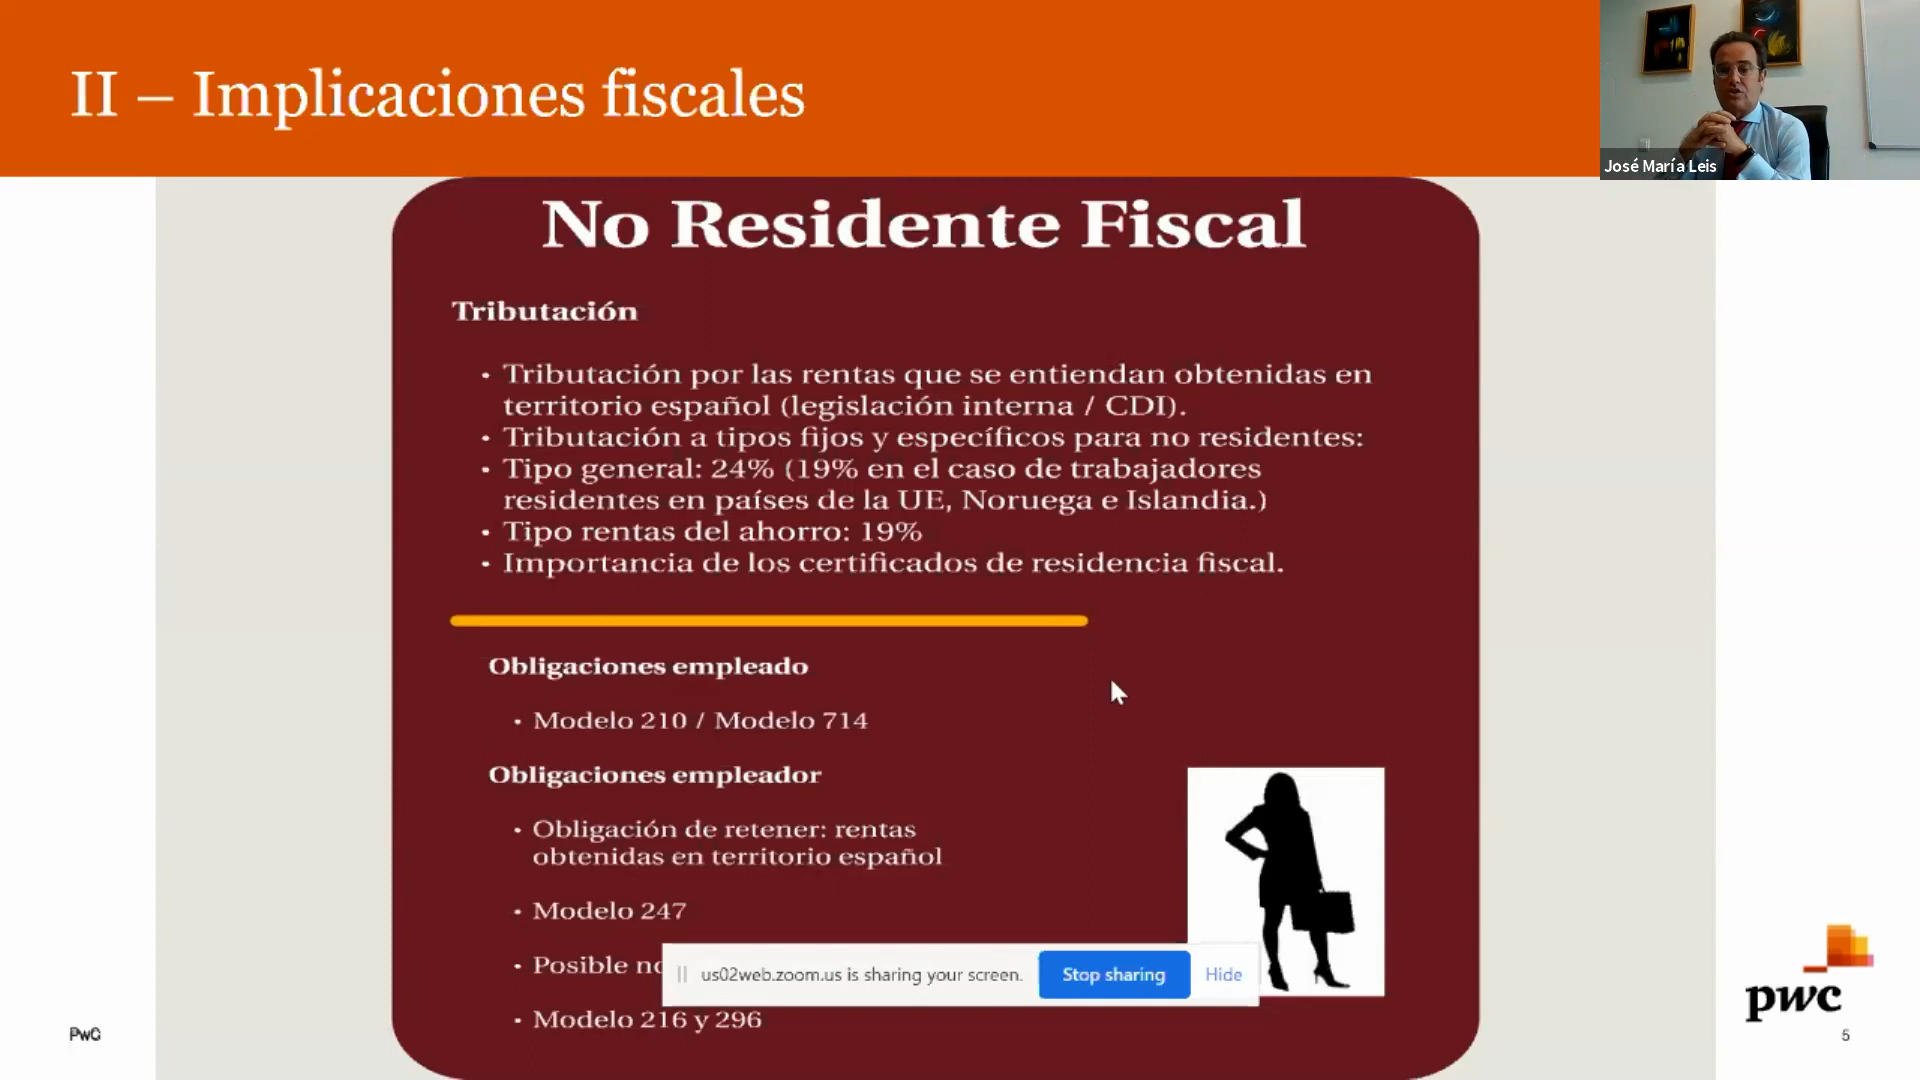 II – Implicaciones fiscales
José María Leis
No Residente Fiscal
Tributación
• Tributación por las rentas que se entiendan obtenidas en
territorio español (legislación interna / CDI).
• Tributación a tipos fijos y específicos para no residentes:
• Tipo general: 24% (19% en el caso de trabajadores
residentes en países de la UE, Noruega e Islandia.)
• Tipo rentas del ahorro: 19%
• Importancia de los certificados de residencia fiscal.
Obligaciones empleado
• Modelo 210 / Modelo 714
Obligaciones empleador
• Obligación de retener: rentas
obtenidas en territorio español
• Modelo 247
• Posible
us02web.zoom.us is sharing your screen.
Stop sharing
Hide
• Modelo 216 y 296
PwC
pwc
5